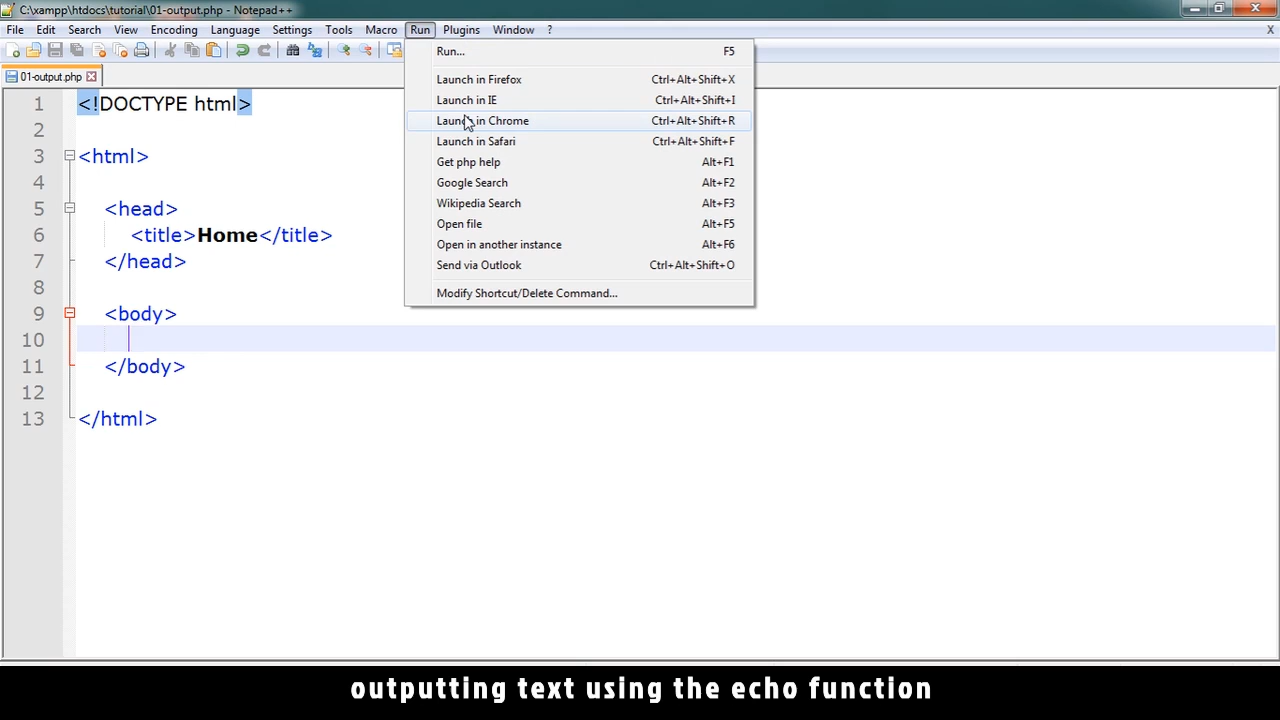 C:\xampp\htdocs\tutorial\01-output.php - Notepad++
File Edit Search View Encoding Language Settings Tools Macro Run Plugins Window ? X
01-output.php
Run... F5
Launch in Firefox Ctrl+Alt+Shift+X
Launch in IE Ctrl+Alt+Shift+I
Launch in Chrome Ctrl+Alt+Shift+R
Launch in Safari Ctrl+Alt+Shift+F
Get php help Alt+F1
Google Search Alt+F2
Wikipedia Search Alt+F3
Open file Alt+F5
Open in another instance Alt+F6
Send via Outlook Ctrl+Alt+Shift+O
Modify Shortcut/Delete Command...
1 <!DOCTYPE html>
2
3 <html>
4
5 <head>
6 <title>Home</title>
7 </head>
8
9 <body>
10
11 </body>
12
13 </html>
outputting text using the echo function